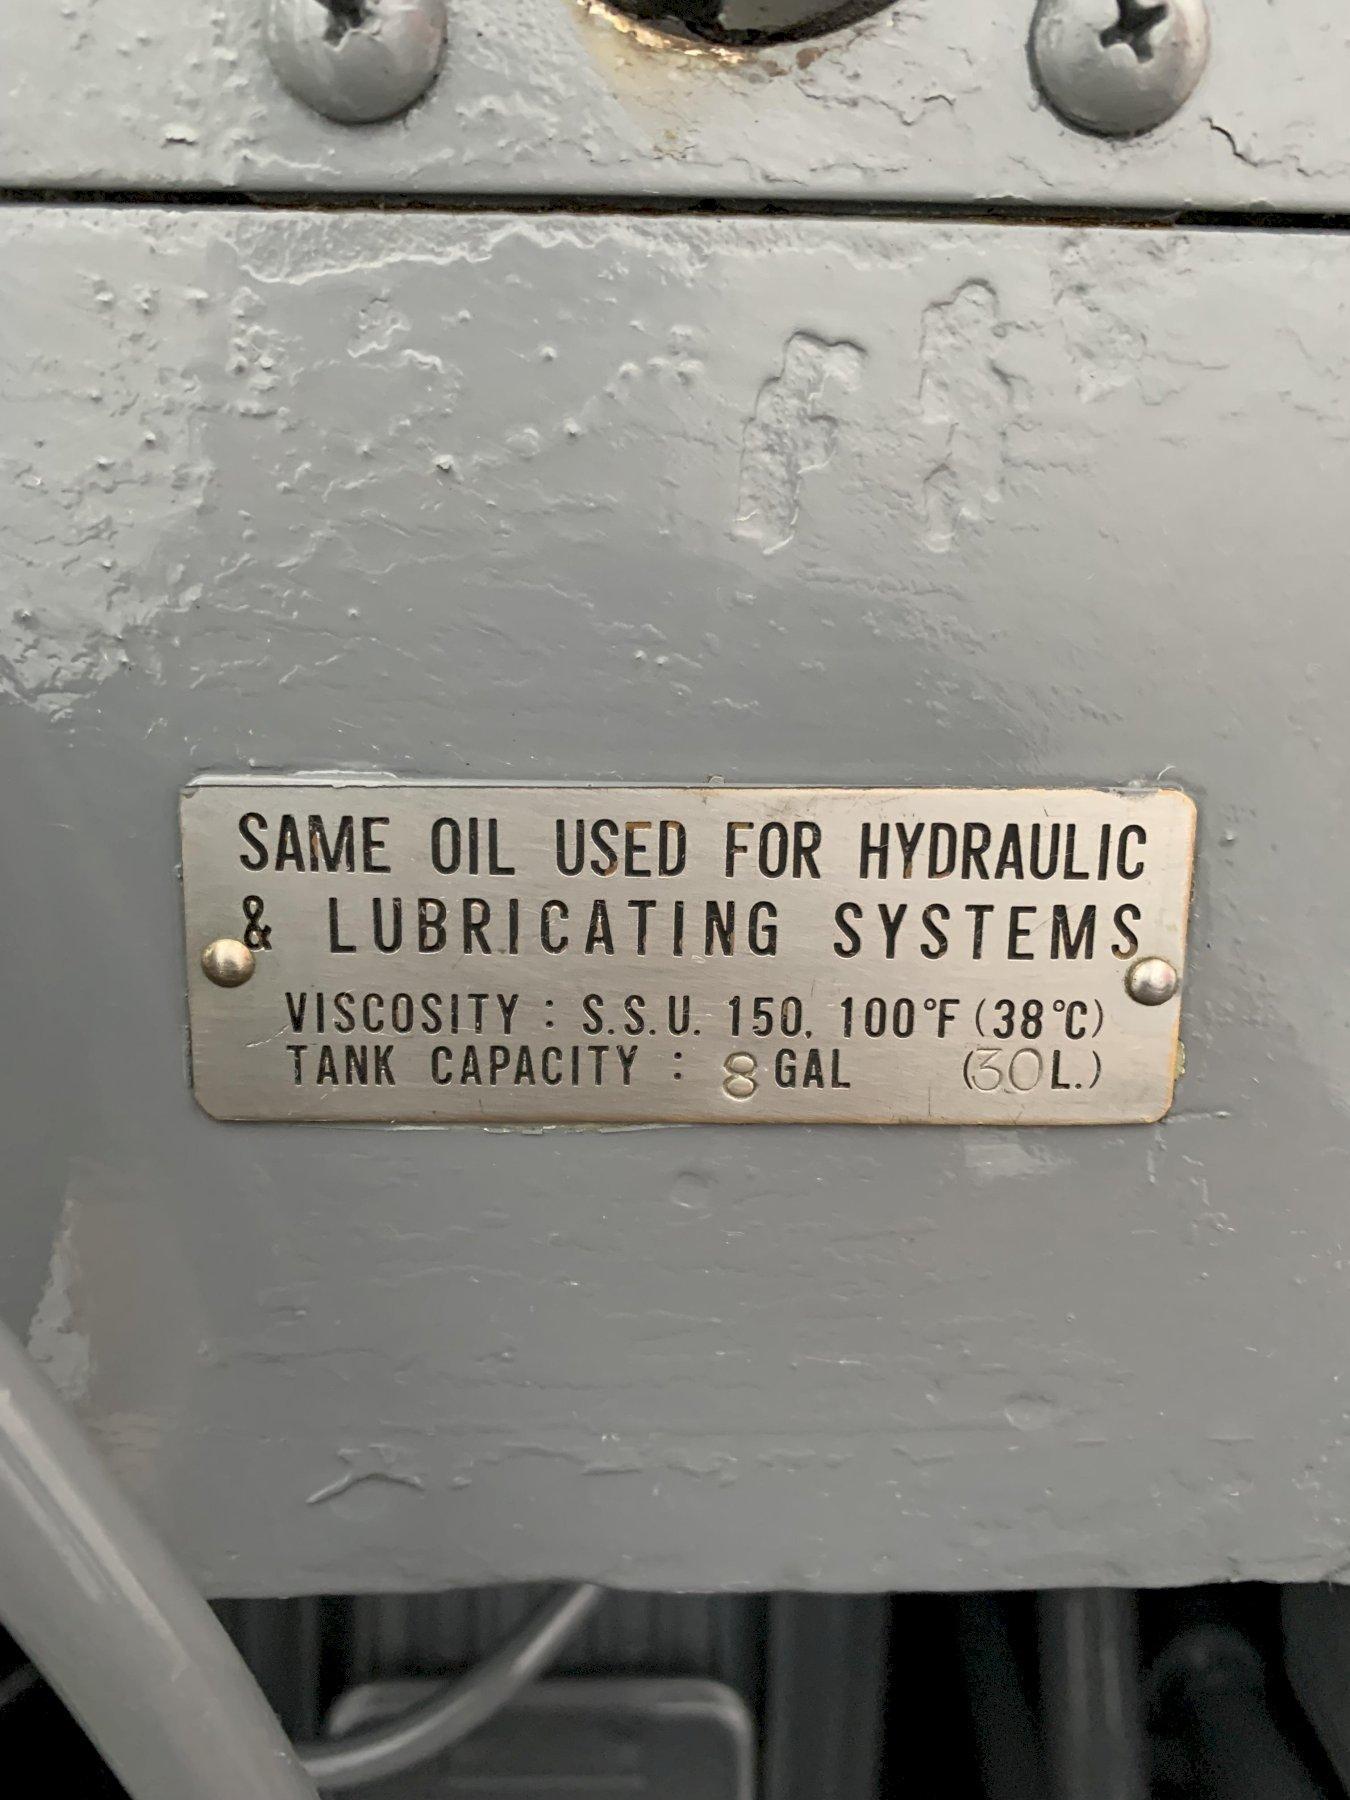 SAME OIL USED FOR HYDRAULIC
& LUBRICATING SYSTEMS
VISCOSITY : S.S.U. 150, 100°F (38°C)
TANK CAPACITY : 8 GAL (30L.)